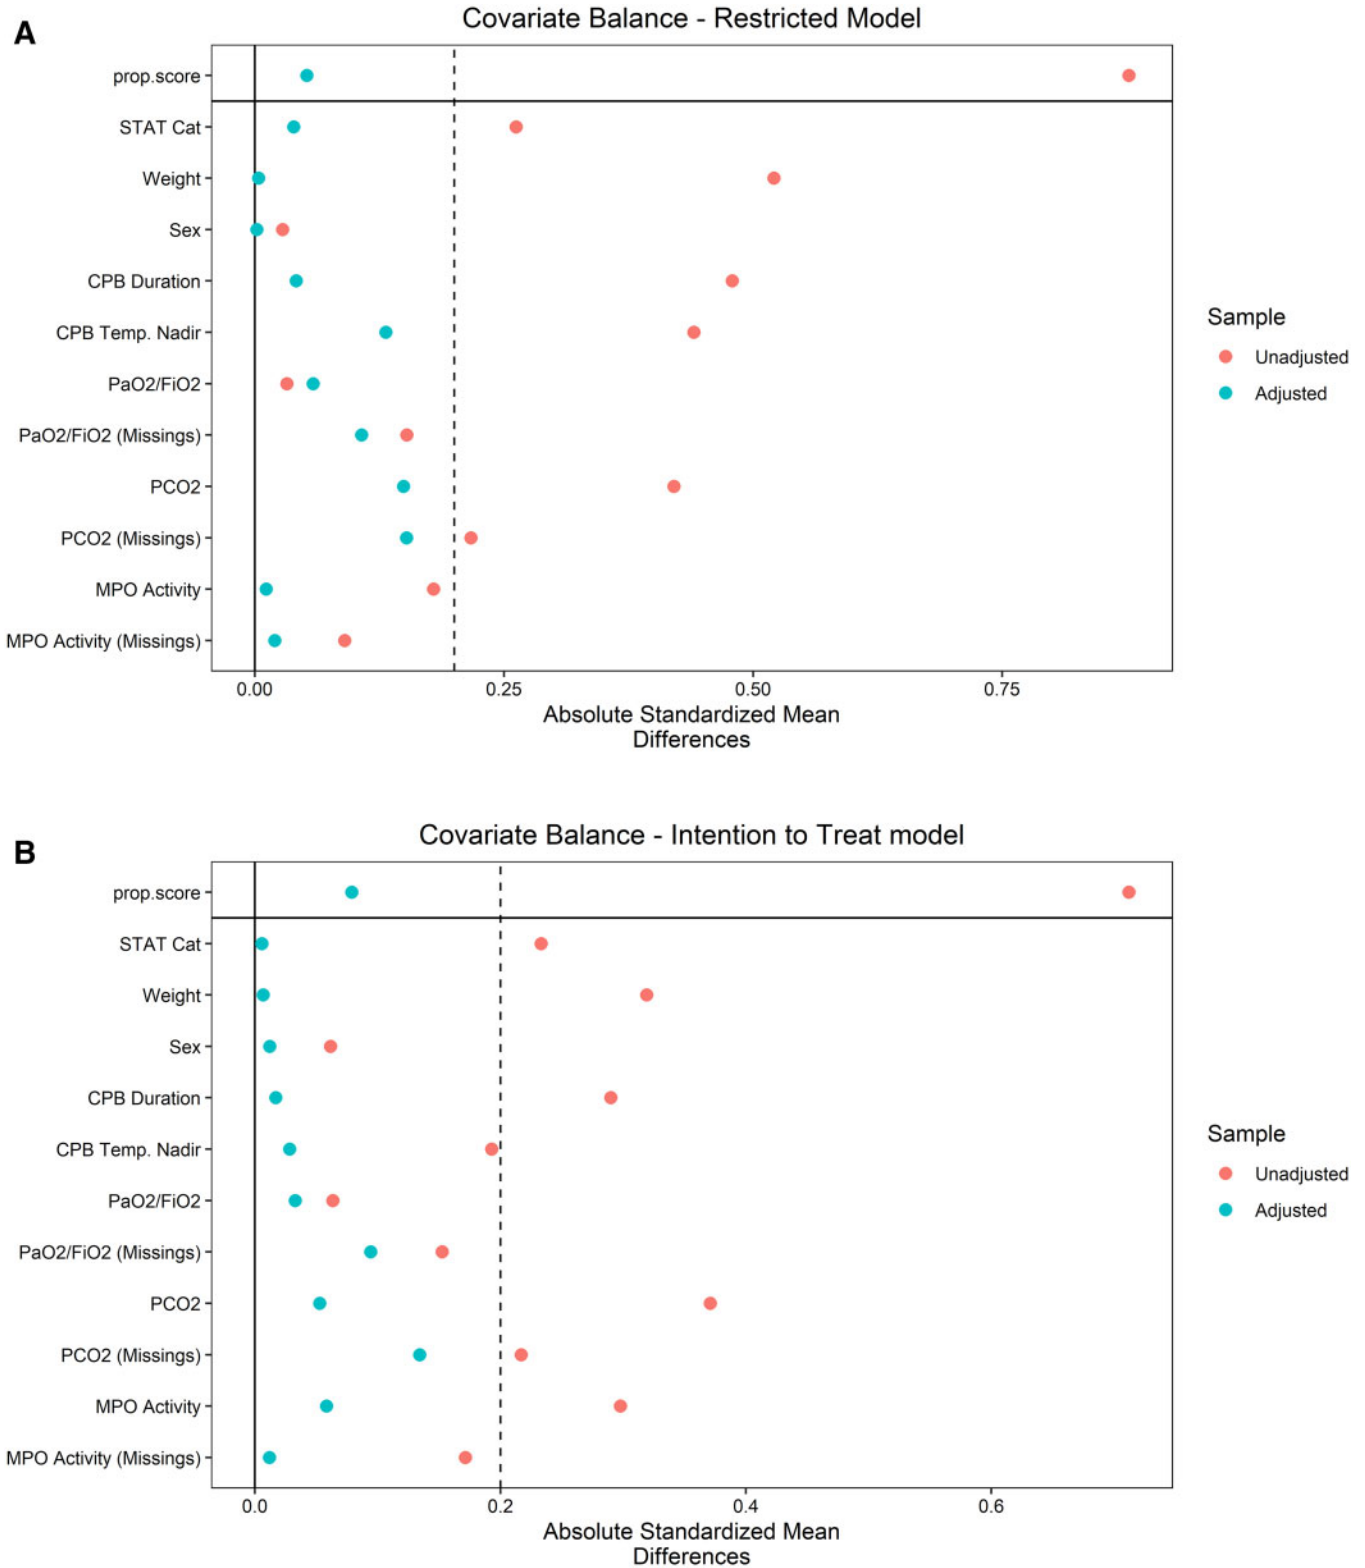 A
Covariate Balance - Restricted Model
prop.score
STAT Cat
Weight
Sex
CPB Duration
CPB Temp. Nadir
PaO2/FiO2
PaO2/FiO2 (Missings)
PCO2
PCO2 (Missings)
MPO Activity
MPO Activity (Missings)
0.00 0.25 0.50 0.75
Absolute Standardized Mean
Differences
Sample
Unadjusted
Adjusted
B
Covariate Balance - Intention to Treat model
prop.score
STAT Cat
Weight
Sex
CPB Duration
CPB Temp. Nadir
PaO2/FiO2
PaO2/FiO2 (Missings)
PCO2
PCO2 (Missings)
MPO Activity
MPO Activity (Missings)
0.0 0.2 0.4 0.6
Absolute Standardized Mean
Differences
Sample
Unadjusted
Adjusted